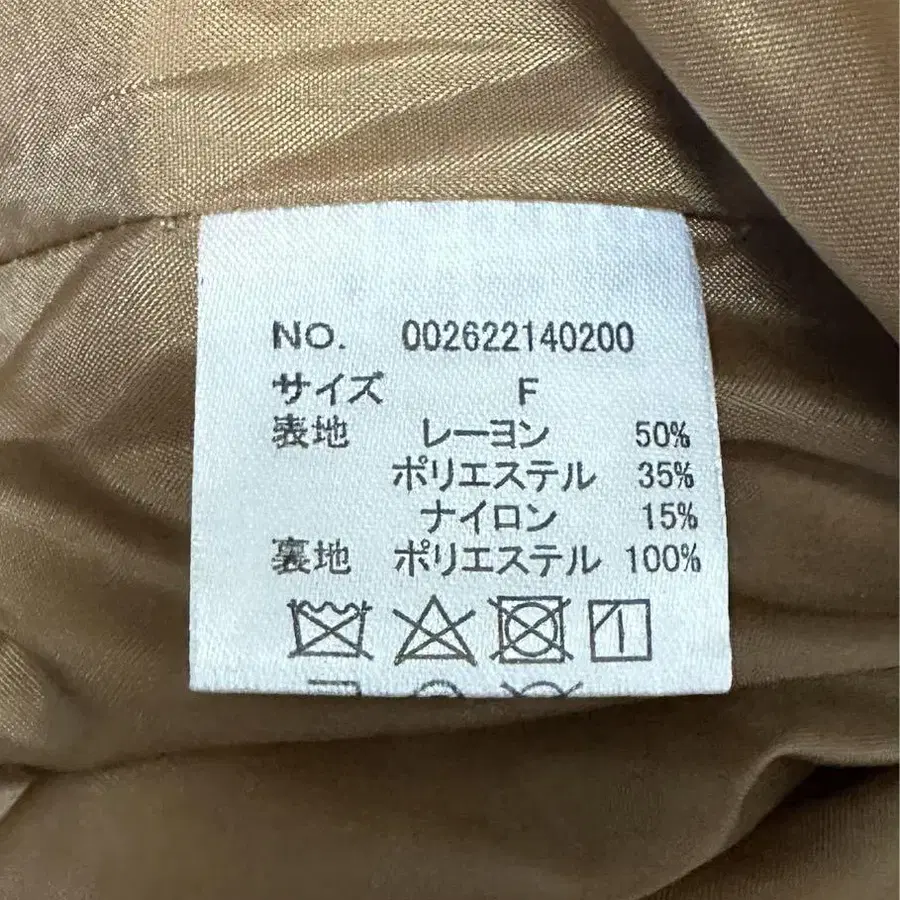 NO. 002622140200
サイズ F
表地 レーヨン 50%
ポリエステル 35%
ナイロン 15%
裏地 ポリエステル 100%